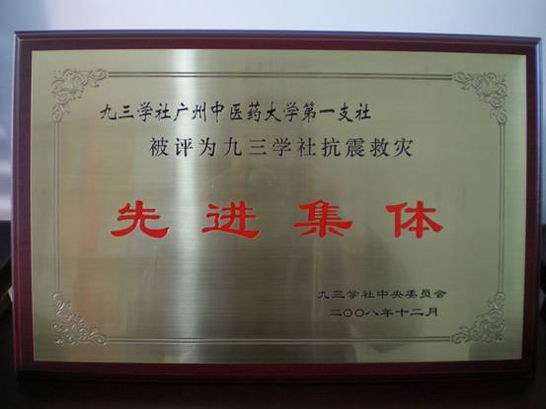 九三学社广州中医药大学第一支社
被评为九三学社抗震救灾
先进集体
九三学社中央委员会
二〇〇八年十二月